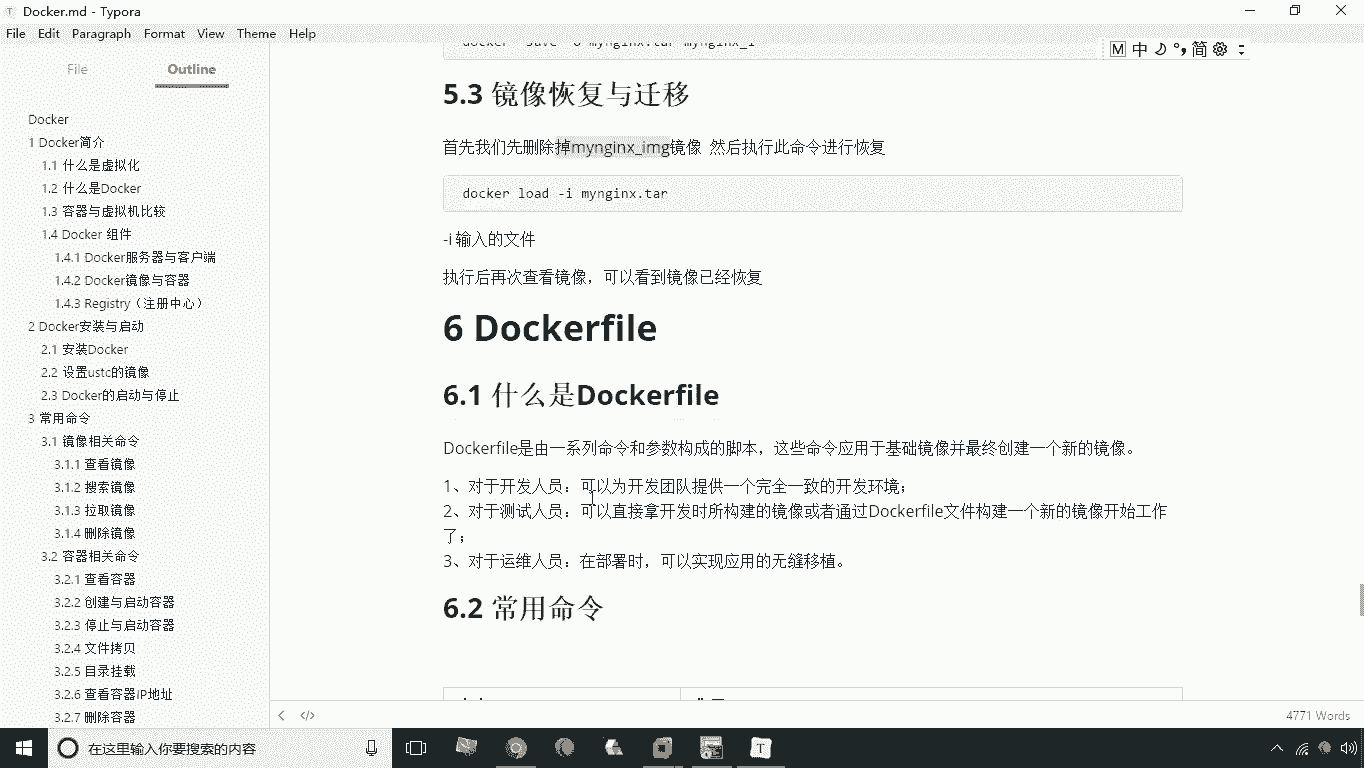 Docker.md - Typora
File Edit Paragraph Format View Theme Help
File Outline
Docker
1 Docker简介
1.1 什么是虚拟化
1.2 什么是Docker
1.3 容器与虚拟机比较
1.4 Docker 组件
1.4.1 Docker服务器与客户端
1.4.2 Docker镜像与容器
1.4.3 Registry（注册中心）
2 Docker安装与启动
2.1 安装Docker
2.2 设置ustc的镜像
2.3 Docker的启动与停止
3 常用命令
3.1 镜像相关命令
3.1.1 查看镜像
3.1.2 搜索镜像
3.1.3 拉取镜像
3.1.4 删除镜像
3.2 容器相关命令
3.2.1 查看容器
3.2.2 创建与启动容器
3.2.3 停止与启动容器
3.2.4 文件拷贝
3.2.5 目录挂载
3.2.6 查看容器IP地址
3.2.7 删除容器
M 中 简
5.3 镜像恢复与迁移
首先我们先删除掉mynginx_img镜像 然后执行此命令进行恢复
docker load -i mynginx.tar
-i 输入的文件
执行后再次查看镜像，可以看到镜像已经恢复
6 Dockerfile
6.1 什么是Dockerfile
Dockerfile是由一系列命令和参数构成的脚本，这些命令应用于基础镜像并最终创建一个新的镜像。
1、对于开发人员：可以为开发团队提供一个完全一致的开发环境；
2、对于测试人员：可以直接拿开发时所构建的镜像或者通过Dockerfile文件构建一个新的镜像开始工作
了；
3、对于运维人员：在部署时，可以实现应用的无缝移植。
6.2 常用命令
4771 Words
在这里输入你要搜索的内容